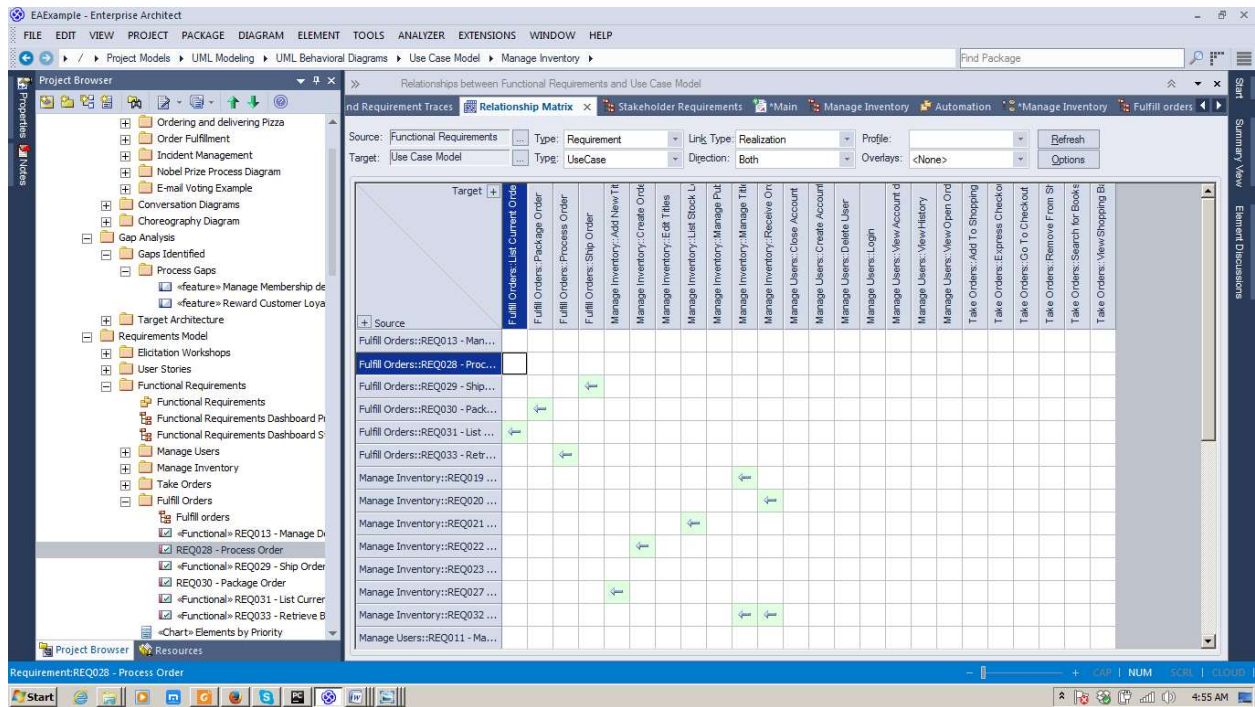 EAExample - Enterprise Architect
FILE EDIT VIEW PROJECT PACKAGE DIAGRAM ELEMENT TOOLS ANALYZER EXTENSIONS WINDOW HELP
/ Project Models UML Modeling UML Behavioral Diagrams Use Case Model Manage Inventory Find Package
Project Browser
Relationships between Functional Requirements and Use Case Model
nd Requirement Traces Relationship Matrix Stakeholder Requirements *Main Manage Inventory Automation *Manage Inventory Fulfill orders
Properties
Notes
Start
Summary View
Element Discussions
Ordering and delivering Pizza
Order Fulfillment
Incident Management
Nobel Prize Process Diagram
E-mail Voting Example
Conversation Diagrams
Choreography Diagram
Gap Analysis
Gaps Identified
Process Gaps
«feature» Manage Membership de
«feature» Reward Customer Loya
Target Architecture
Requirements Model
Elicitation Workshops
User Stories
Functional Requirements
Functional Requirements
Functional Requirements Dashboard Pr
Functional Requirements Dashboard S
Manage Users
Manage Inventory
Take Orders
Fulfill Orders
Fulfill orders
«Functional» REQ013 - Manage D
REQ028 - Process Order
«Functional» REQ029 - Ship Order
REQ030 - Package Order
«Functional» REQ031 - List Currer
«Functional» REQ033 - Retrieve B
«Chart» Elements by Priority
Project Browser Resources
Source: Functional Requirements ... Type: Requirement Link Type: Realization Profile: Refresh
Target: Use Case Model ... Type: UseCase Direction: Both Overlays: <None> Options
Target +
+ Source
Fulfill Orders::List Current Orde
Fulfill Orders::Package Order
Fulfill Orders::Process Order
Fulfill Orders::Ship Order
Manage Inventory::Add New Tit
Manage Inventory::Create Orde
Manage Inventory::Edit Titles
Manage Inventory::List Stock L
Manage Inventory::Manage Pub
Manage Inventory::Manage Title
Manage Inventory::Receive Orc
Manage Users::Close Account
Manage Users::Create Account
Manage Users::Delete User
Manage Users::Login
Manage Users::View Account d
Manage Users::View History
Manage Users::View Open Ord
Take Orders::Add To Shopping
Take Orders::Express Checkou
Take Orders::Go To Checkout
Take Orders::Remove From Sh
Take Orders::Search for Books
Take Orders::View Shopping Ba
Fulfill Orders::REQ013 - Man...
Fulfill Orders::REQ028 - Proc...
Fulfill Orders::REQ029 - Ship...
Fulfill Orders::REQ030 - Pack...
Fulfill Orders::REQ031 - List ...
Fulfill Orders::REQ033 - Retr...
Manage Inventory::REQ019 ...
Manage Inventory::REQ020 ...
Manage Inventory::REQ021 ...
Manage Inventory::REQ022 ...
Manage Inventory::REQ023 ...
Manage Inventory::REQ027 ...
Manage Inventory::REQ032 ...
Manage Users::REQ011 - Ma...
Requirement:REQ028 - Process Order
CAP NUM SCRL CLOUD
Start
4:55 AM